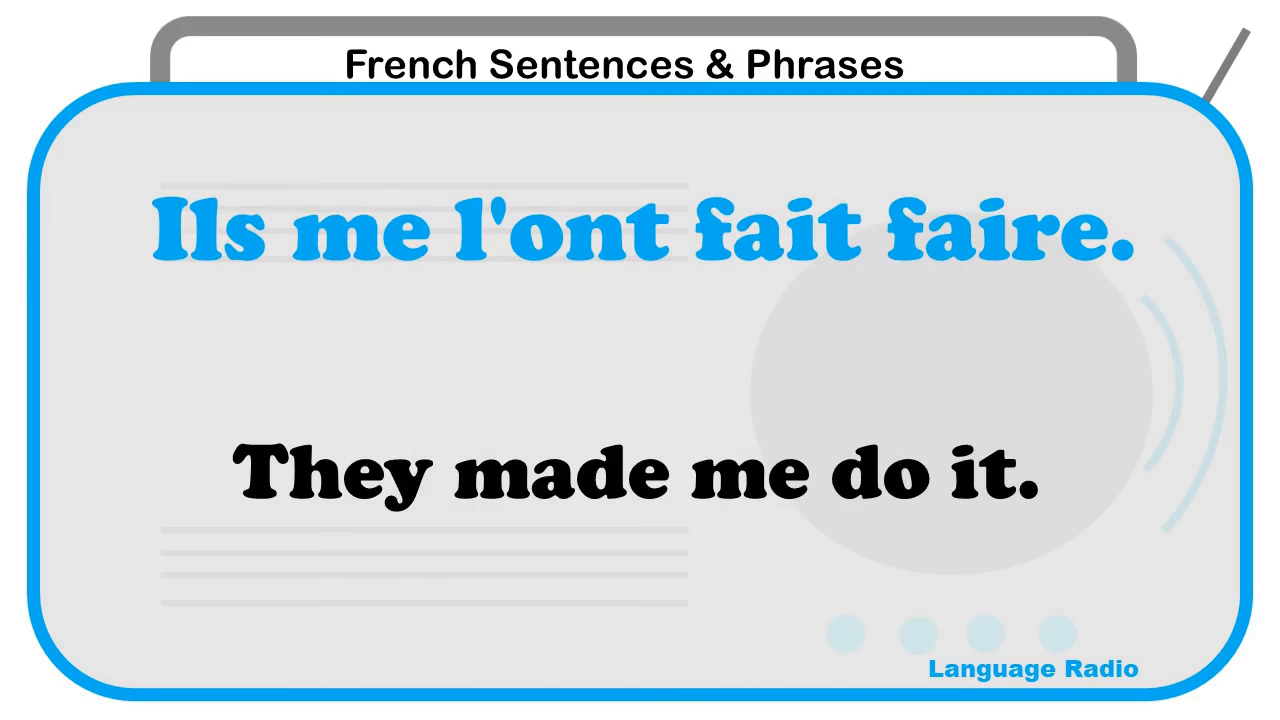 French Sentences & Phrases
Ils me l'ont fait faire.
They made me do it.
Language Radio